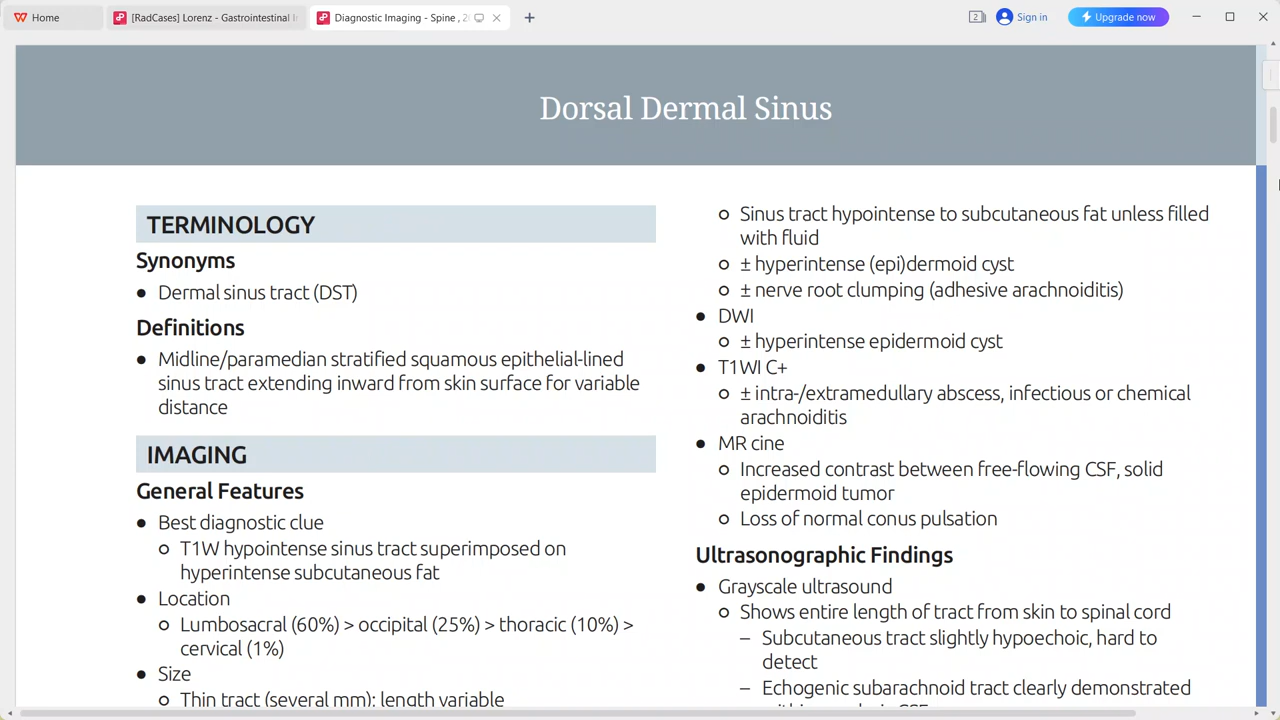 Home
[RadCases] Lorenz - Gastrointestinal I
Diagnostic Imaging - Spine , 2
2
Sign in
Upgrade now
Dorsal Dermal Sinus
TERMINOLOGY
Synonyms
● Dermal sinus tract (DST)
Definitions
● Midline/paramedian stratified squamous epithelial-lined
sinus tract extending inward from skin surface for variable
distance
IMAGING
General Features
● Best diagnostic clue
○ T1W hypointense sinus tract superimposed on
hyperintense subcutaneous fat
● Location
○ Lumbosacral (60%) > occipital (25%) > thoracic (10%) >
cervical (1%)
● Size
○ Thin tract (several mm): length variable
○ Sinus tract hypointense to subcutaneous fat unless filled
with fluid
○ ± hyperintense (epi)dermoid cyst
○ ± nerve root clumping (adhesive arachnoiditis)
● DWI
○ ± hyperintense epidermoid cyst
● T1WI C+
○ ± intra-/extramedullary abscess, infectious or chemical
arachnoiditis
● MR cine
○ Increased contrast between free-flowing CSF, solid
epidermoid tumor
○ Loss of normal conus pulsation
Ultrasonographic Findings
● Grayscale ultrasound
○ Shows entire length of tract from skin to spinal cord
– Subcutaneous tract slightly hypoechoic, hard to
detect
– Echogenic subarachnoid tract clearly demonstrated